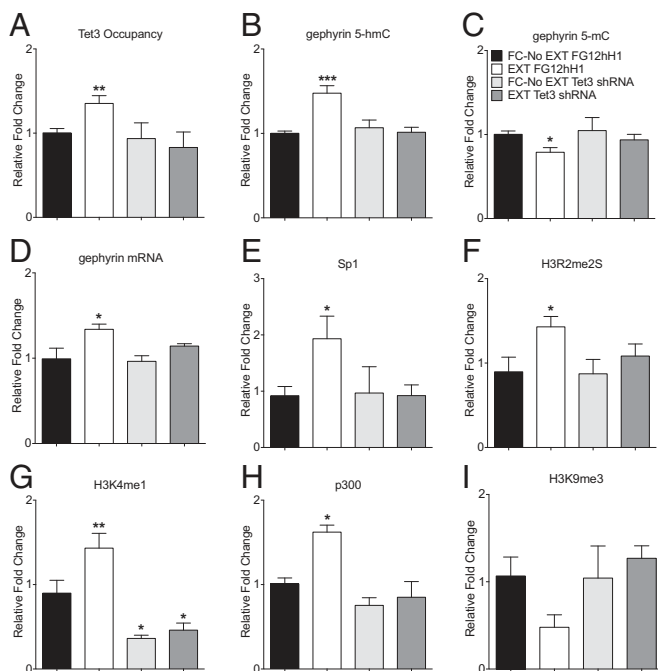 A
Tet3 Occupancy
Relative Fold Change
2
1
0
**
B
gephyrin 5-hmC
Relative Fold Change
2
1
0
***
C
gephyrin 5-mC
Relative Fold Change
2
1
0
*
FC-No EXT FG12hH1
EXT FG12hH1
FC-No EXT Tet3 shRNA
EXT Tet3 shRNA
D
gephyrin mRNA
Relative Fold Change
2
1
0
*
E
Sp1
Relative Fold Change
3
2
1
0
*
F
H3R2me2S
Relative Fold Change
2
1
0
*
G
H3K4me1
Relative Fold Change
2
1
0
**
*
*
H
p300
Relative Fold Change
2
1
0
*
I
H3K9me3
Relative Fold Change
2
1
0